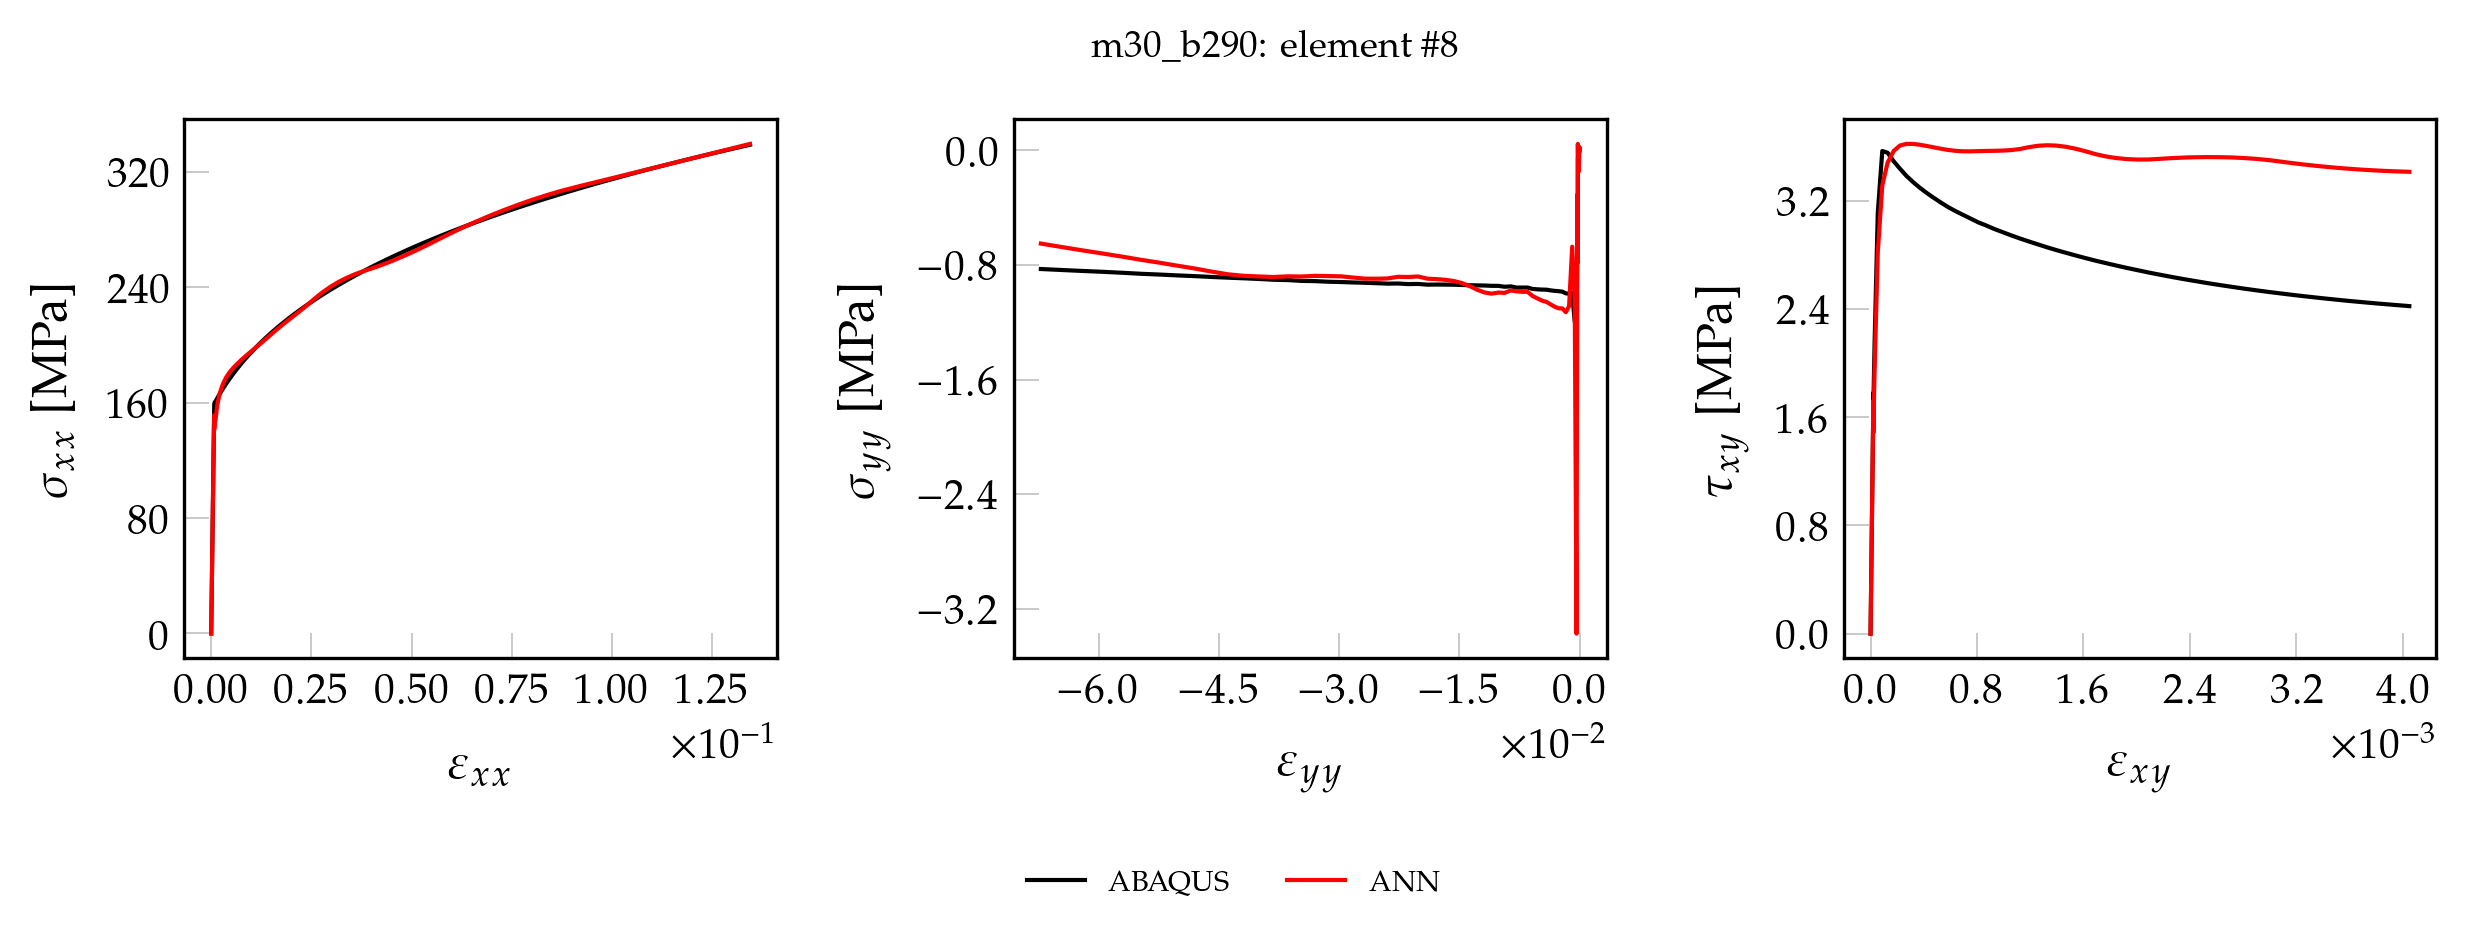 m30_b290: element #8
σxx [MPa]
320
240
160
80
0
0.00 0.25 0.50 0.75 1.00 1.25
×10−1
εxx
σyy [MPa]
0.0
−0.8
−1.6
−2.4
−3.2
−6.0 −4.5 −3.0 −1.5 0.0
×10−2
εyy
τxy [MPa]
3.2
2.4
1.6
0.8
0.0
0.0 0.8 1.6 2.4 3.2 4.0
×10−3
εxy
ABAQUS ANN